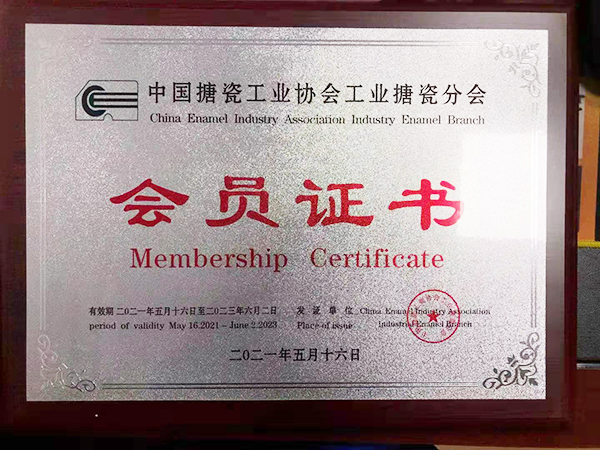 中国搪瓷工业协会工业搪瓷分会
China Enamel Industry Association Industry Enamel Branch
会员证书
Membership Certificate
有效期 二〇二一年五月十六日至二〇二三年六月二日
period of validity May 16.2021 – June 2.2023
发证单位 China Enamel Industry Association
Place of issue Industrial Enamel Branch
二〇二一年五月十六日